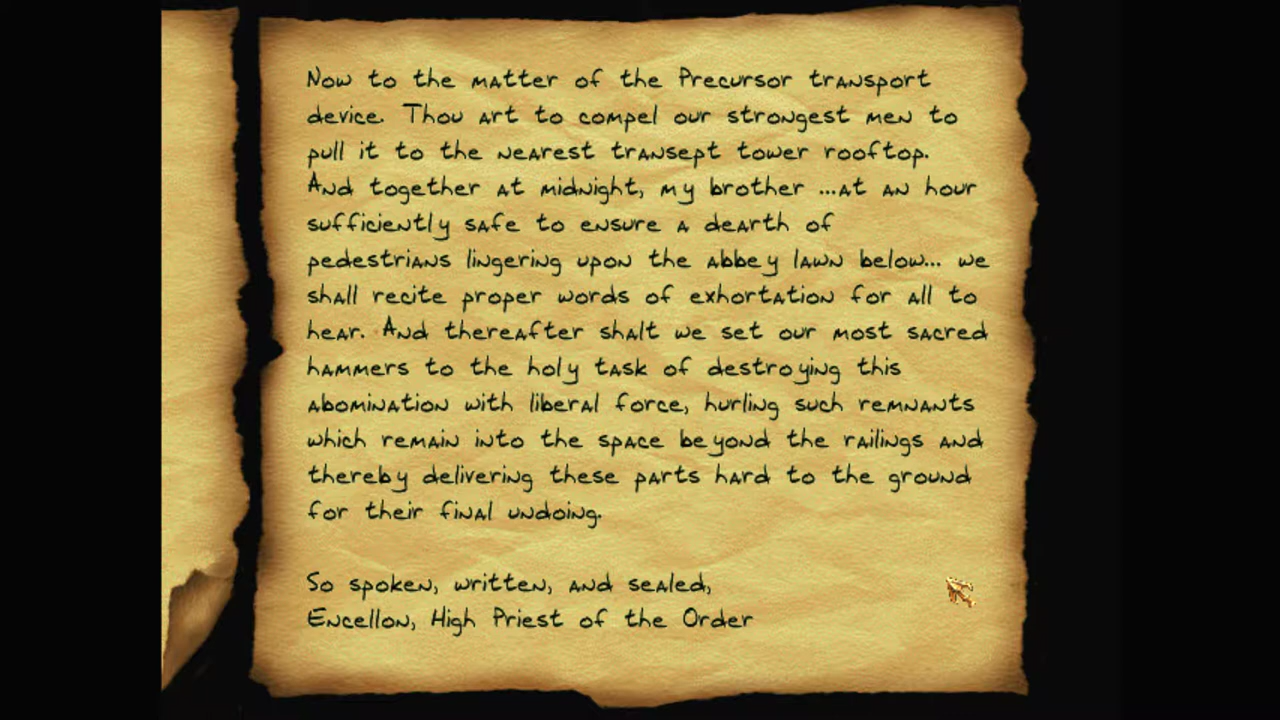 Now to the matter of the Precursor transport
device. Thou art to compel our strongest men to
pull it to the nearest transept tower rooftop.
And together at midnight, my brother ...at an hour
sufficiently safe to ensure a dearth of
pedestrians lingering upon the abbey lawn below... we
shall recite proper words of exhortation for all to
hear. And thereafter shalt we set our most sacred
hammers to the holy task of destroying this
abomination with liberal force, hurling such remnants
which remain into the space beyond the railings and
thereby delivering these parts hard to the ground
for their final undoing.
So spoken, written, and sealed,
Encellon, High Priest of the Order